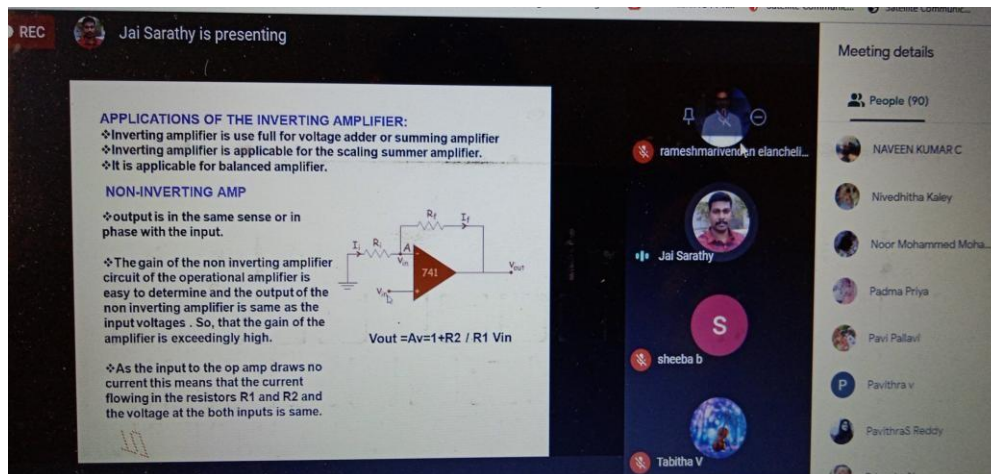 REC
Jai Sarathy is presenting
APPLICATIONS OF THE INVERTING AMPLIFIER:
❖Inverting amplifier is use full for voltage adder or summing amplifier
❖Inverting amplifier is applicable for the scaling summer amplifier.
❖It is applicable for balanced amplifier.
NON-INVERTING AMP
❖output is in the same sense or in
phase with the input.
❖The gain of the non inverting amplifier
circuit of the operational amplifier is
easy to determine and the output of the
non inverting amplifier is same as the
input voltages . So, that the gain of the
amplifier is exceedingly high.
❖As the input to the op amp draws no
current this means that the current
flowing in the resistors R1 and R2 and
the voltage at the both inputs is same.
Rf
If
Ii
Ri
A
Vin
741
Vout
Vin
Vout =Av=1+R2 / R1 Vin
rameshmarivendan elancheli...
Jai Sarathy
S
sheeba b
Tabitha V
Meeting details
People (90)
NAVEEN KUMAR C
Nivedhitha Kaley
Noor Mohammed Moha...
Padma Priya
Pavi Pallavi
P
Pavithra v
PavithraS Reddy